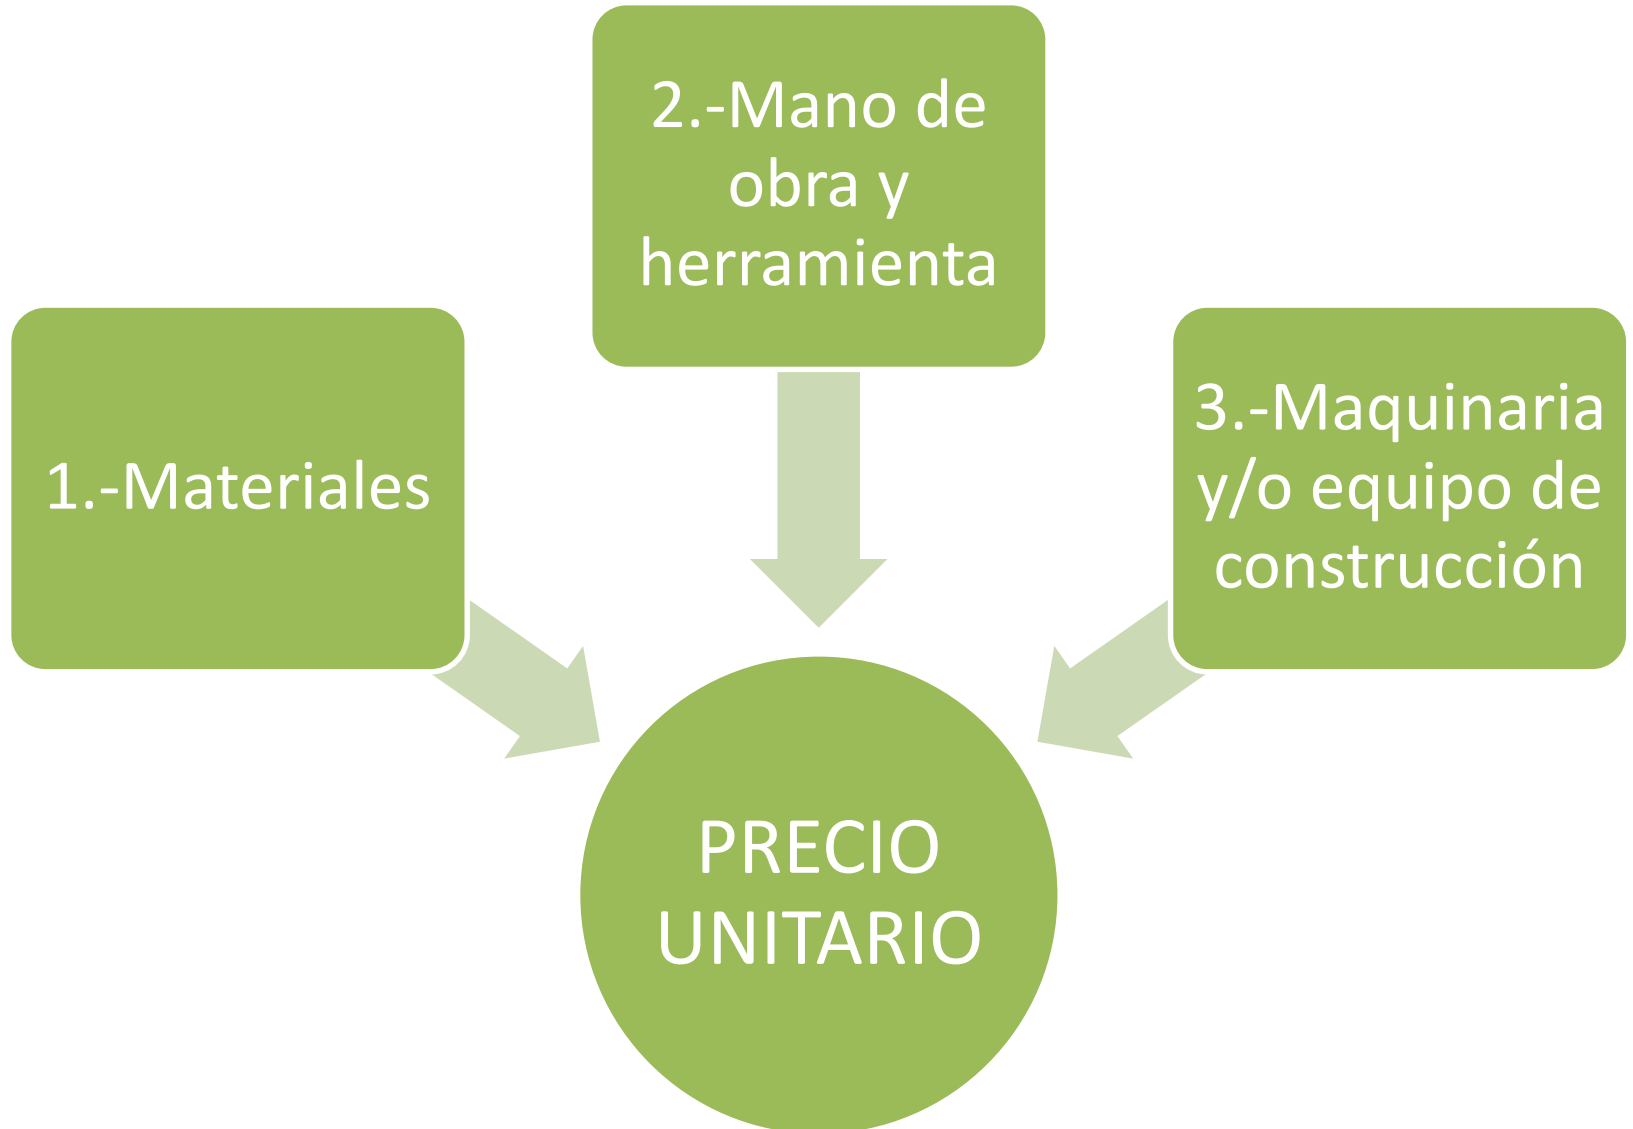 1.-Materiales
2.-Mano de
obra y
herramienta
3.-Maquinaria
y/o equipo de
construcción
PRECIO
UNITARIO